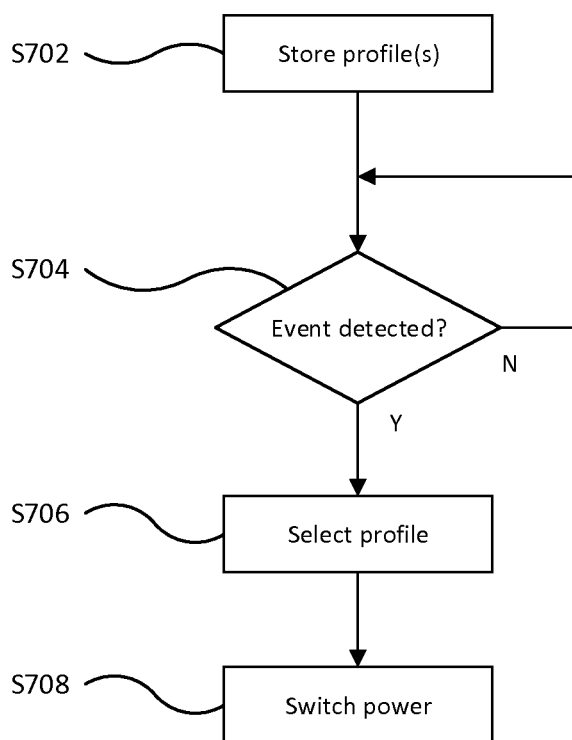 S702
Store profile(s)
S704
Event detected?
N
Y
S706
Select profile
S708
Switch power